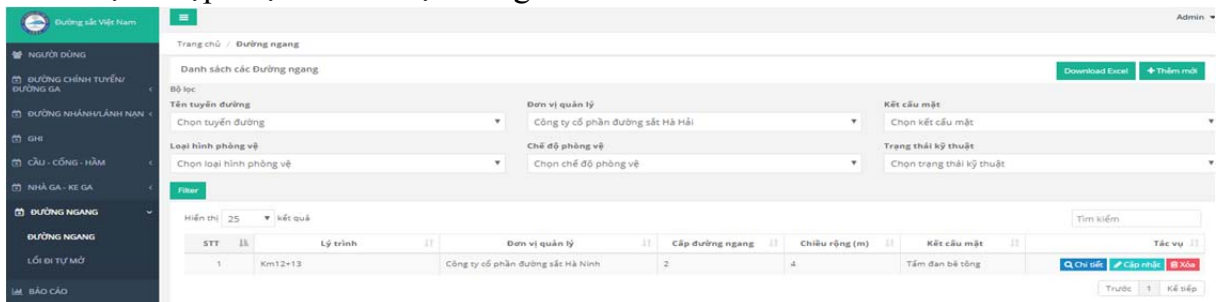 Đường sắt Việt Nam
Admin
NGƯỜI DÙNG
ĐƯỜNG CHÍNH TUYẾN/
ĐƯỜNG GA
ĐƯỜNG NHÁNH/LÁNH NẠN
GHI
CẦU - CỐNG - HẦM
NHÀ GA - KE GA
ĐƯỜNG NGANG
ĐƯỜNG NGANG
LỐI ĐI TỰ MỞ
BÁO CÁO
Trang chủ / Đường ngang
Danh sách các Đường ngang
Download Excel
+ Thêm mới
Bộ lọc
Tên tuyến đường
Đơn vị quản lý
Kết cấu mặt
Chọn tuyến đường
Công ty cổ phần đường sắt Hà Hải
Chọn kết cấu mặt
Loại hình phòng vệ
Chế độ phòng vệ
Trạng thái kỹ thuật
Chọn loại hình phòng vệ
Chọn chế độ phòng vệ
Chọn trạng thái kỹ thuật
Filter
Hiển thị 25 kết quả
Tìm kiếm
STT Lý trình Đơn vị quản lý Cấp đường ngang Chiều rộng (m) Kết cấu mặt Tác vụ
1 Km12+13 Công ty cổ phần đường sắt Hà Ninh 2 4 Tấm đan bê tông Chi tiết Cập nhật Xóa
Trước 1 Kế tiếp